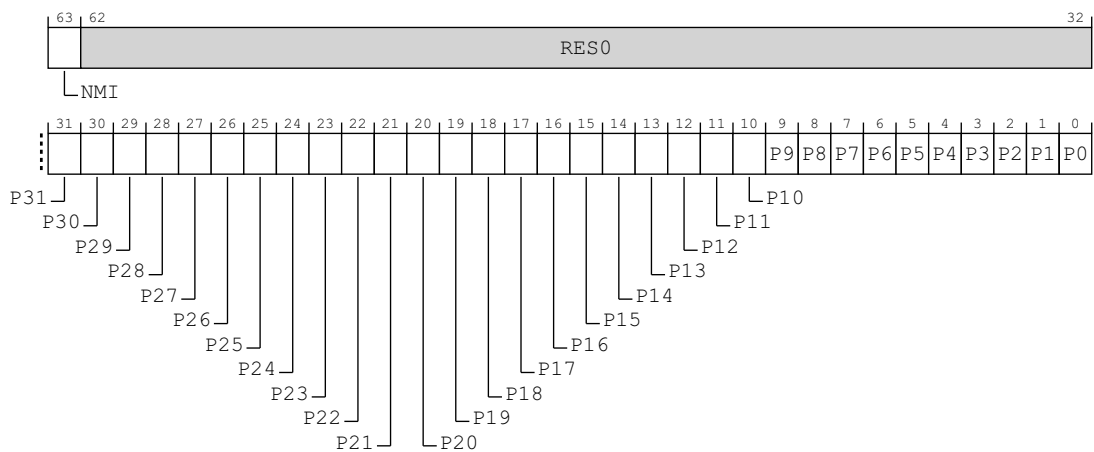 63 62 32
RES0
NMI
31 30 29 28 27 26 25 24 23 22 21 20 19 18 17 16 15 14 13 12 11 10 9 8 7 6 5 4 3 2 1 0
P9 P8 P7 P6 P5 P4 P3 P2 P1 P0
P31 P10
P30 P11
P29 P12
P28 P13
P27 P14
P26 P15
P25 P16
P24 P17
P23 P18
P22 P19
P21 P20